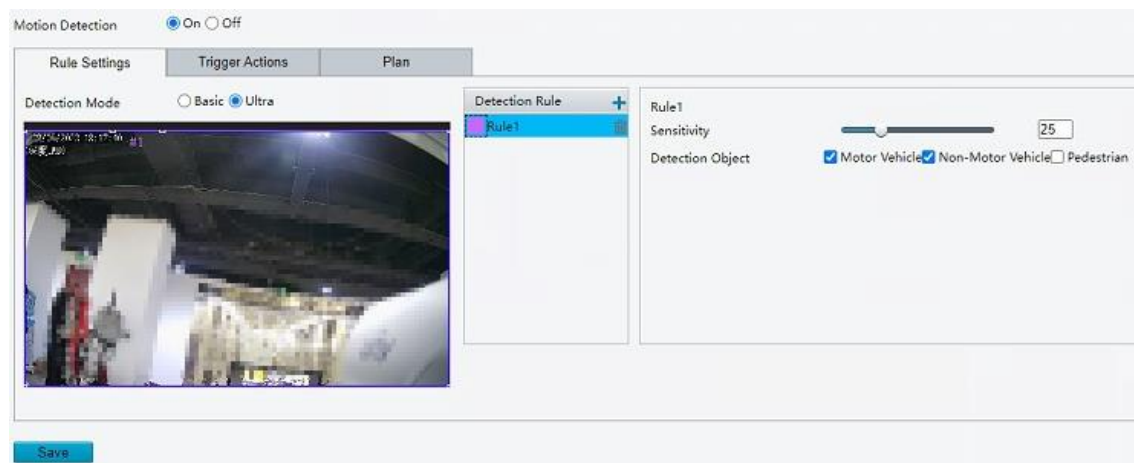 Motion Detection On Off
Rule Settings Trigger Actions Plan
Detection Mode Basic Ultra
Detection Rule +
Rule1
Rule1
Sensitivity 25
Detection Object Motor Vehicle Non-Motor Vehicle Pedestrian
#1
Save